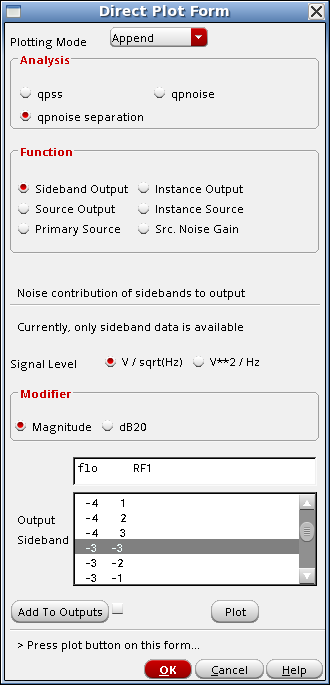 Direct Plot Form
Plotting Mode Append
Analysis
qpss qpnoise
qpnoise separation
Function
Sideband Output Instance Output
Source Output Instance Source
Primary Source Src. Noise Gain
Noise contribution of sidebands to output
Currently, only sideband data is available
Signal Level V / sqrt(Hz) V**2 / Hz
Modifier
Magnitude dB20
flo RF1
Output
Sideband
-4 1
-4 2
-4 3
-3 -3
-3 -2
-3 -1
Add To Outputs Plot
> Press plot button on this form...
OK Cancel Help